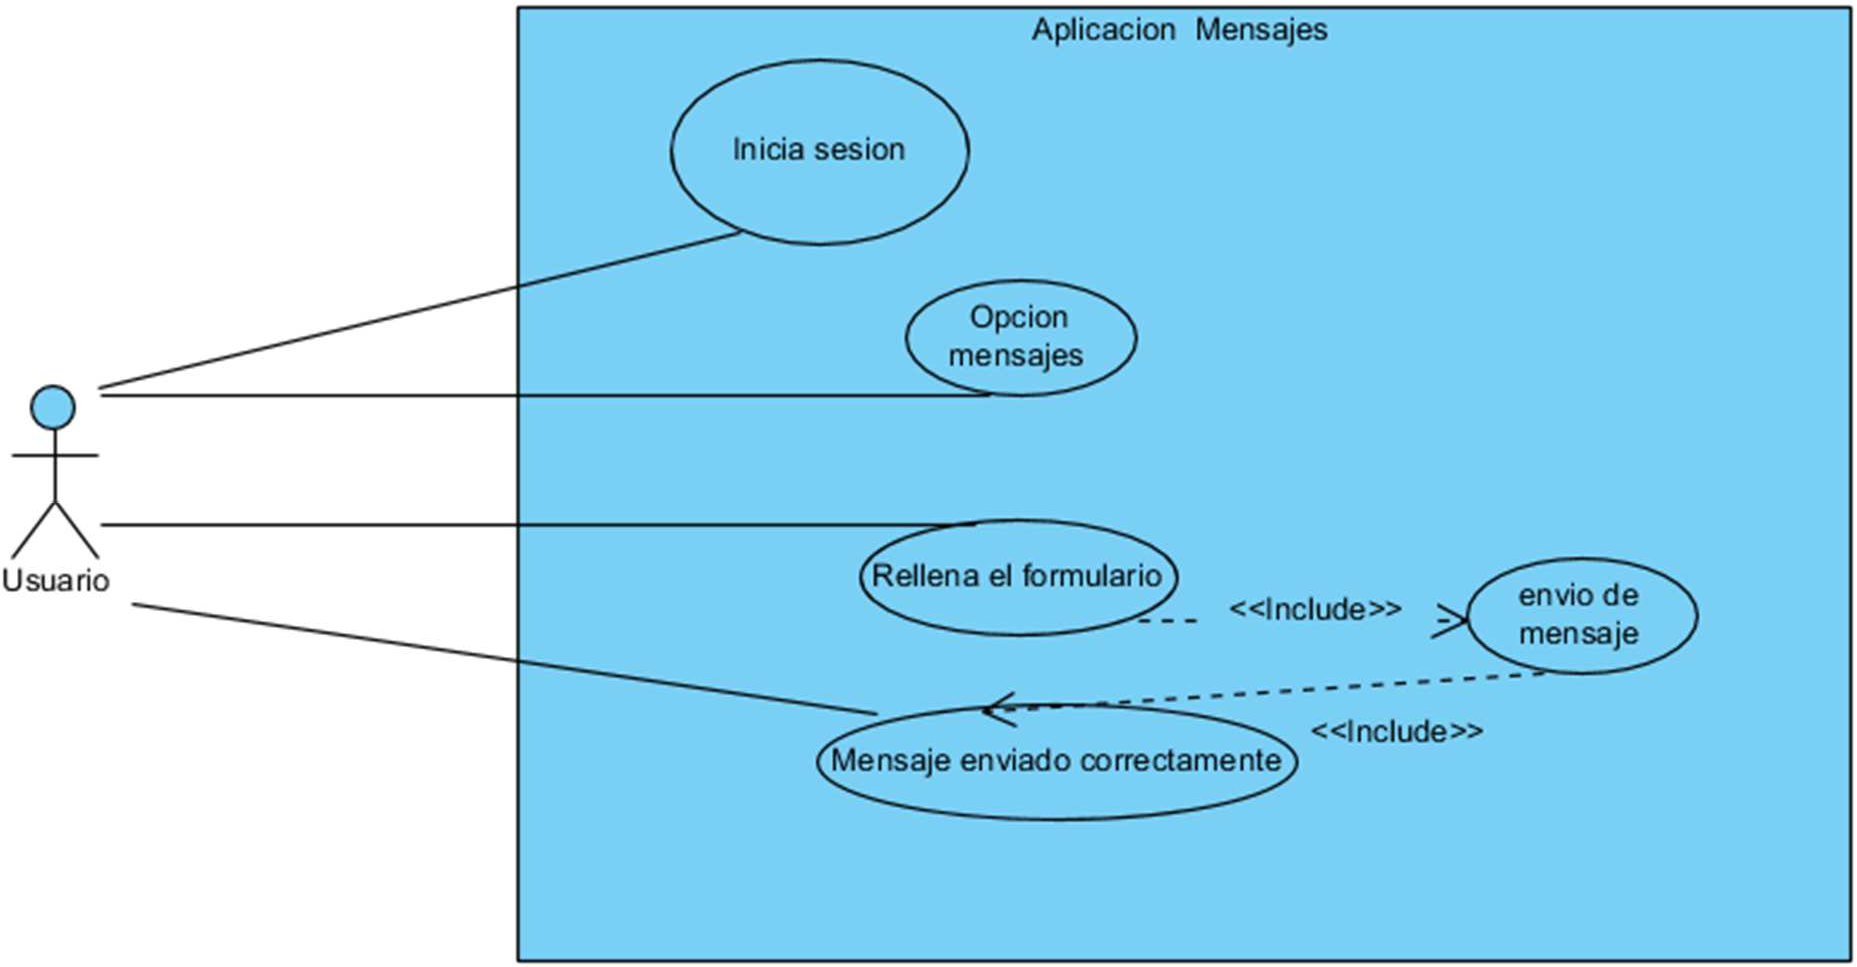 Aplicacion Mensajes
Inicia sesion
Opcion
mensajes
Usuario
Rellena el formulario
<<Include>>
envio de
mensaje
<<Include>>
Mensaje enviado correctamente